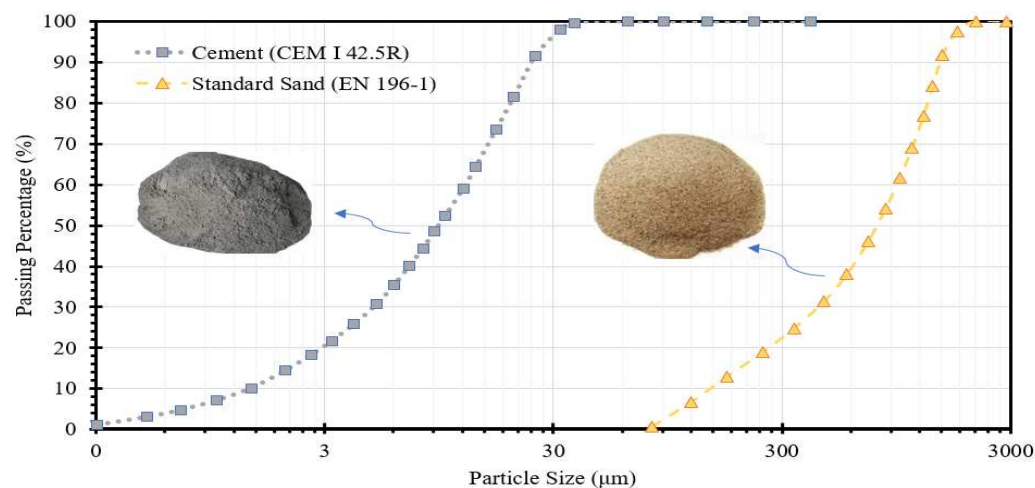 Passing Percentage (%)
100
90
80
70
60
50
40
30
20
10
0
Cement (CEM I 42.5R)
Standard Sand (EN 196-1)
0 3 30 300 3000
Particle Size (μm)